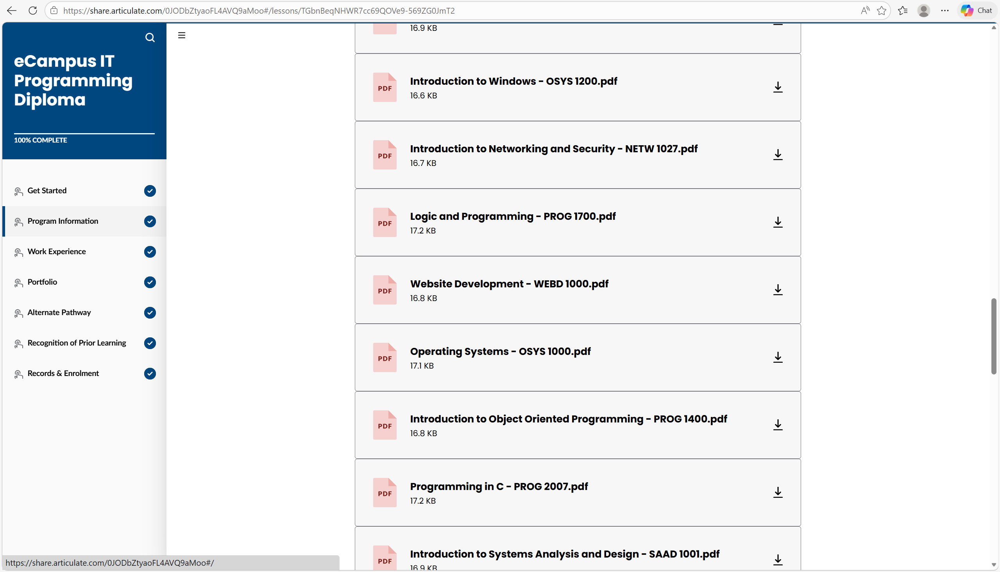 https://share.articulate.com/0JODbZtyaoFL4AVQ9aMoo#/lessons/TGbnBeqNHWR7cc69QOVe9-569ZG0JmT2
Chat
eCampus IT
Programming
Diploma
100% COMPLETE
Get Started
Program Information
Work Experience
Portfolio
Alternate Pathway
Recognition of Prior Learning
Records & Enrolment
16.9 KB
PDF
Introduction to Windows - OSYS 1200.pdf
16.6 KB
PDF
Introduction to Networking and Security - NETW 1027.pdf
16.7 KB
PDF
Logic and Programming - PROG 1700.pdf
17.2 KB
PDF
Website Development - WEBD 1000.pdf
16.8 KB
PDF
Operating Systems - OSYS 1000.pdf
17.1 KB
PDF
Introduction to Object Oriented Programming - PROG 1400.pdf
16.8 KB
PDF
Programming in C - PROG 2007.pdf
17.2 KB
PDF
Introduction to Systems Analysis and Design - SAAD 1001.pdf
16.9 KB
https://share.articulate.com/0JODbZtyaoFL4AVQ9aMoo#/